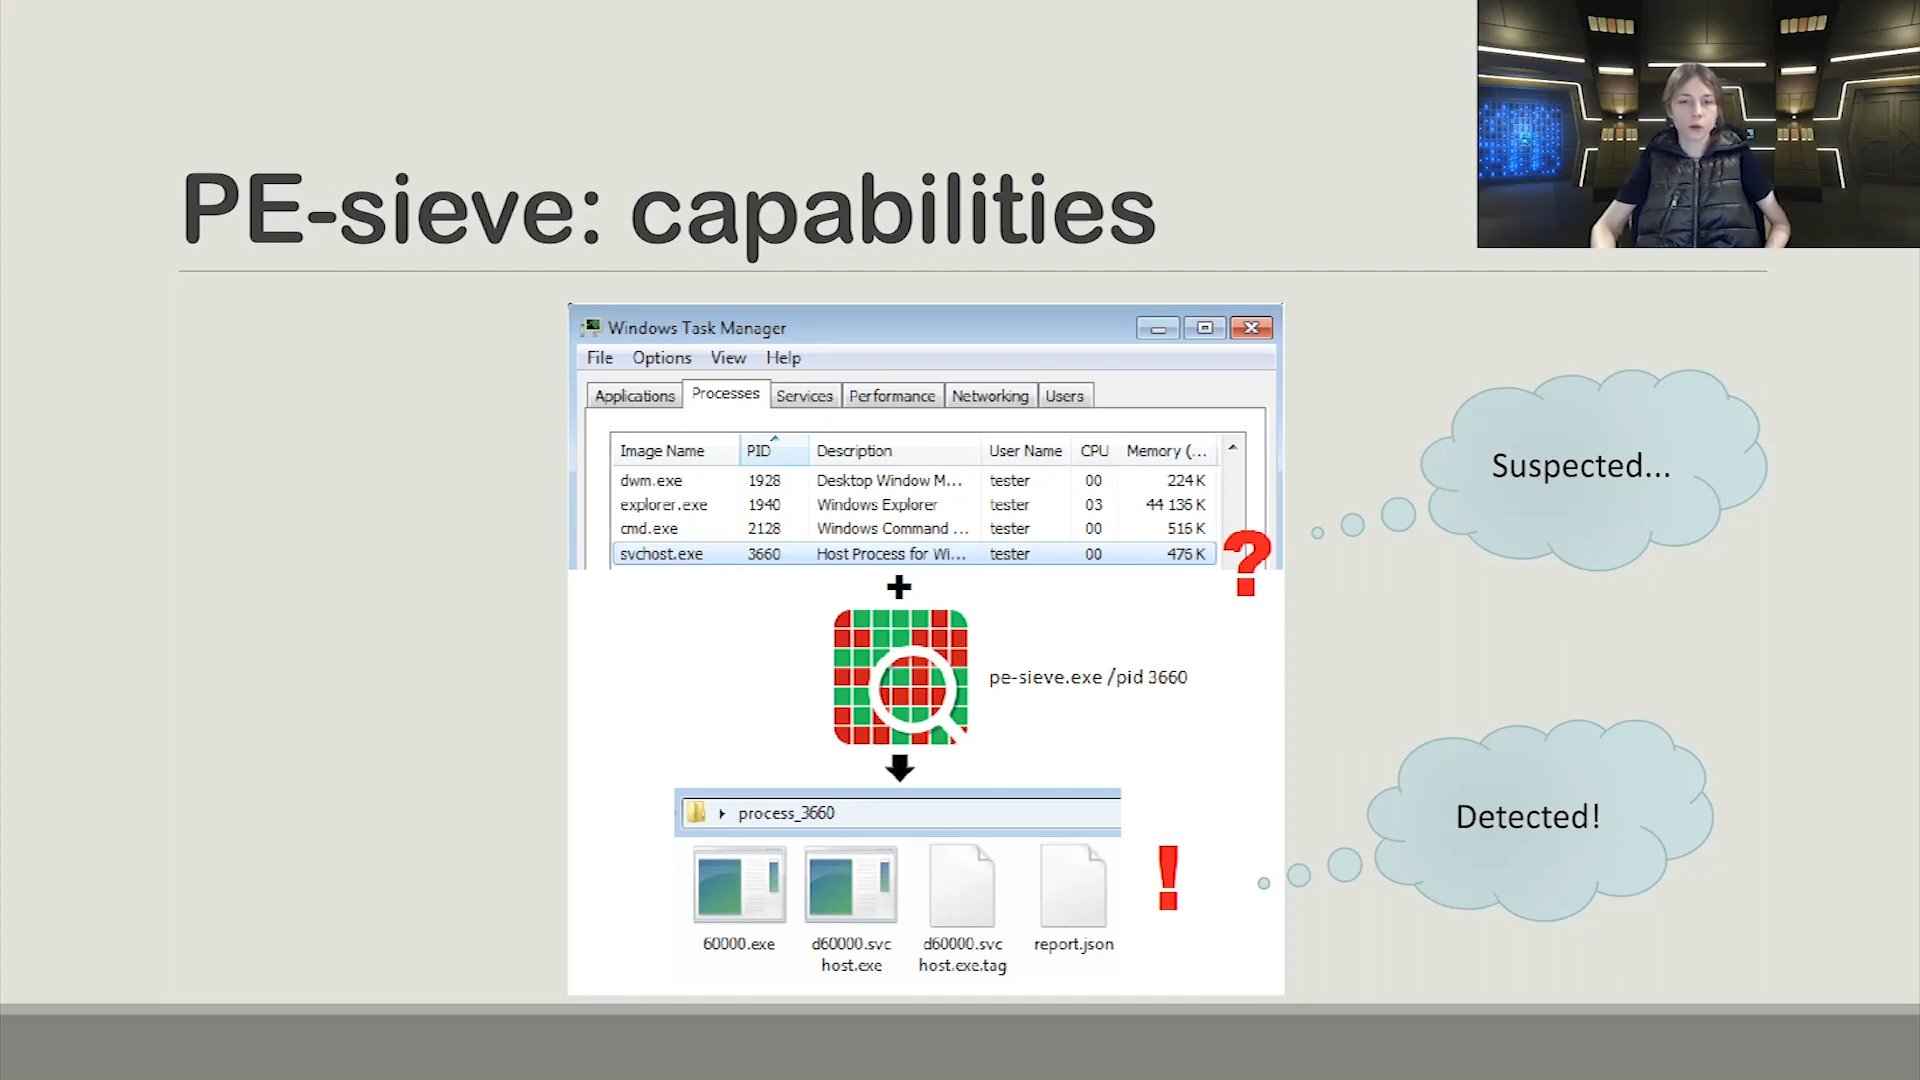 PE-sieve: capabilities
Windows Task Manager
File Options View Help
Applications Processes Services Performance Networking Users
Image Name PID Description User Name CPU Memory (...
dwm.exe 1928 Desktop Window M... tester 00 224 K
explorer.exe 1940 Windows Explorer tester 03 44 136 K
cmd.exe 2128 Windows Command ... tester 00 516 K
svchost.exe 3660 Host Process for Wi... tester 00 476 K
?
Suspected...
+
pe-sieve.exe /pid 3660
process_3660
60000.exe
d60000.svc
host.exe
d60000.svc
host.exe.tag
report.json
!
Detected!